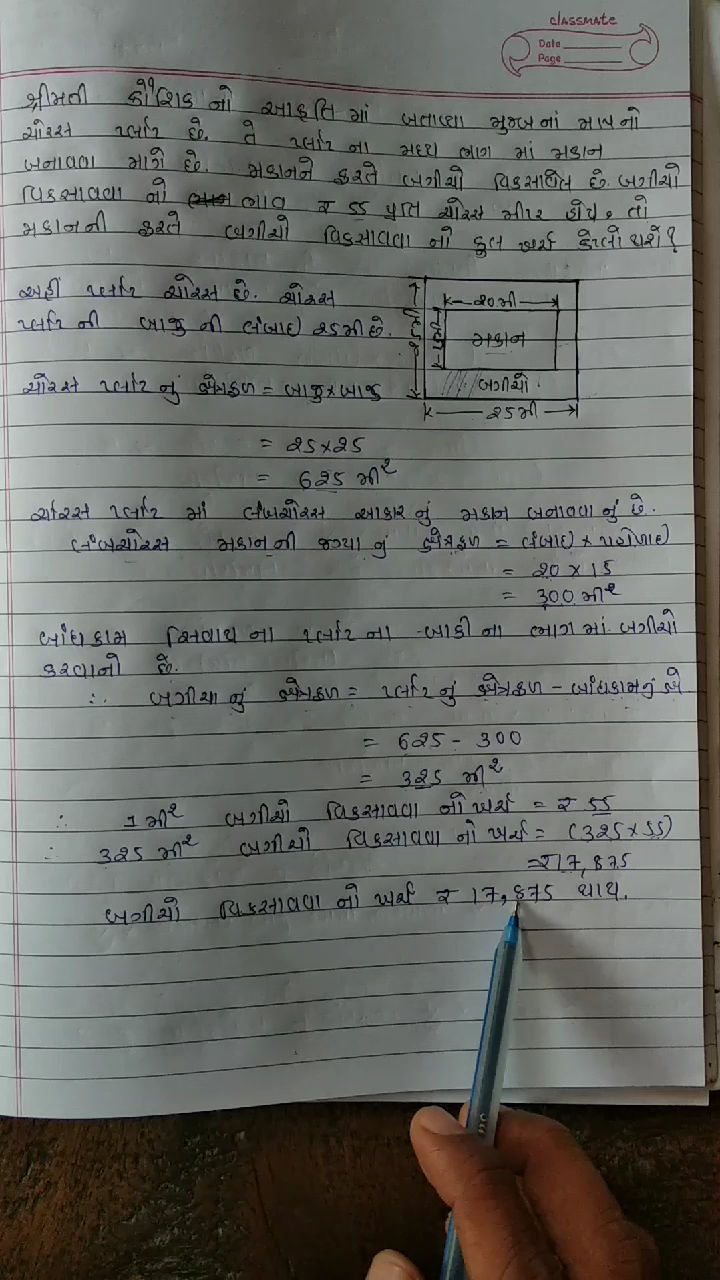 classmate
Date
Page
શ્રીમતી કૌશિક નો આકૃતિ માં બતાવ્યા મુજબનાં માપનો
ચોરસ પ્લોટ છે. તે પ્લોટ ના મધ્ય ભાગ માં મકાન
બનાવવા માગે છે. મકાનને ફરતે બગીચો વિકસાવેલ છે. બગીચો
વિકસાવવા નો ભાવ ₹ 55 પ્રતિ ચોરસ મીટર હોય, તો
મકાનની ફરતે બગીચો વિકસાવવા નો કુલ ખર્ચ કેટલો થશે?
અહીં પ્લોટ ચોરસ છે. ચોરસ
પ્લોટ ની બાજુ ની લંબાઈ 25મી છે.
20મી
મકાન
બગીચો
25મી
ચોરસ પ્લોટ નું ક્ષેત્રફળ = બાજુ × બાજુ
= 25×25
= 625 મી²
ચોરસ પ્લોટ માં લંબચોરસ આકાર નું મકાન બનાવવા નું છે.
લંબચોરસ મકાન ની જગ્યા નું ક્ષેત્રફળ = લંબાઈ × પહોળાઈ
= 20 × 15
= 300 મી²
બાંધકામ સિવાય ના પ્લોટ ના બાકી ના ભાગ માં બગીચો
કરવાનો છે.
∴ બગીચા નું ક્ષેત્રફળ = પ્લોટ નું ક્ષેત્રફળ - બાંધકામનું ક્ષે
= 625 - 300
= 325 મી²
∴ 1 મી² બગીચો વિકસાવવા નો ખર્ચ = ₹ 55
∴ 325 મી² બગીચો વિકસાવવા નો ખર્ચ = (325 × 55)
= ₹17,875
બગીચો વિકસાવવા નો ખર્ચ ₹ 17,875 થાય.